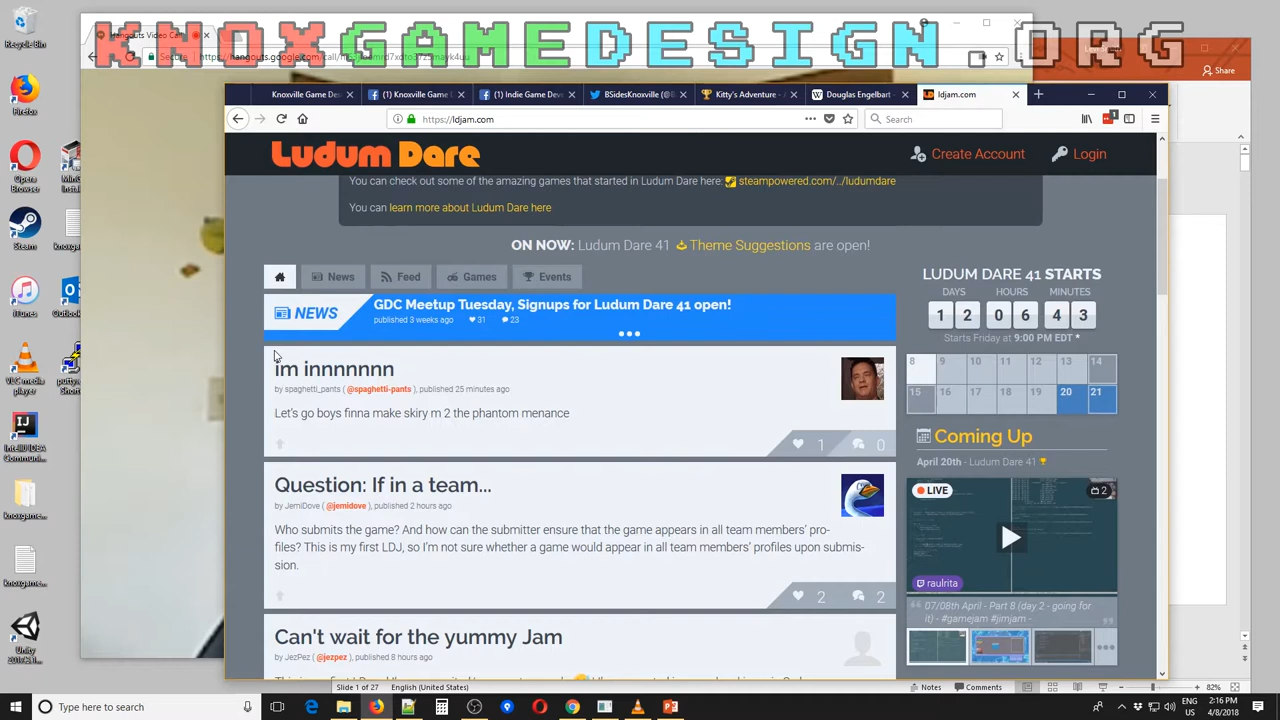 KNOXGAMEDESIGN.ORG
Recycle Bin
Firefox
Opera
Browser
Steam
iTunes
VLC media
player
IntelliJ IDEA
Communi...
knoxgame...
knoxgame...
Unity
Share
Knoxville Game Des
(1) Knoxville Game D
(1) Indie Game Deve
BSidesKnoxville (@B
Kitty's Adventure - A
Douglas Engelbart -
ldjam.com
https://ldjam.com
Search
Ludum Dare
Create Account
Login
You can check out some of the amazing games that started in Ludum Dare here: steampowered.com/../ludumdare
You can learn more about Ludum Dare here
ON NOW: Ludum Dare 41 Theme Suggestions are open!
News
Feed
Games
Events
NEWS
GDC Meetup Tuesday, Signups for Ludum Dare 41 open!
published 3 weeks ago 31 23
im innnnnnn
by spaghetti_pants ( @spaghetti-pants ), published 25 minutes ago
Let's go boys finna make skiry m 2 the phantom menance
1 0
Question: If in a team...
by JemiDove ( @jemidove ), published 2 hours ago
Who submits the game? And how can the submitter ensure that the game appears in all team members' pro-
files? This is my first LDJ, so I'm not sure whether a game would appear in all team members' profiles upon submis-
sion.
2 2
Can't wait for the yummy Jam
by JezPez ( @jezpez ), published 8 hours ago
LUDUM DARE 41 STARTS
DAYS HOURS MINUTES
1 2 0 6 4 3
Starts Friday at 9:00 PM EDT *
8 9 10 11 12 13 14
15 16 17 18 19 20 21
Coming Up
April 20th - Ludum Dare 41
LIVE
2
raulrita
07/08th April - Part 8 (day 2 - going for
it) - #gamejam #jimjam -
Slide 1 of 27 English (United States)
Notes
Comments
82%
Type here to search
ENG
US
2:16 PM
4/8/2018